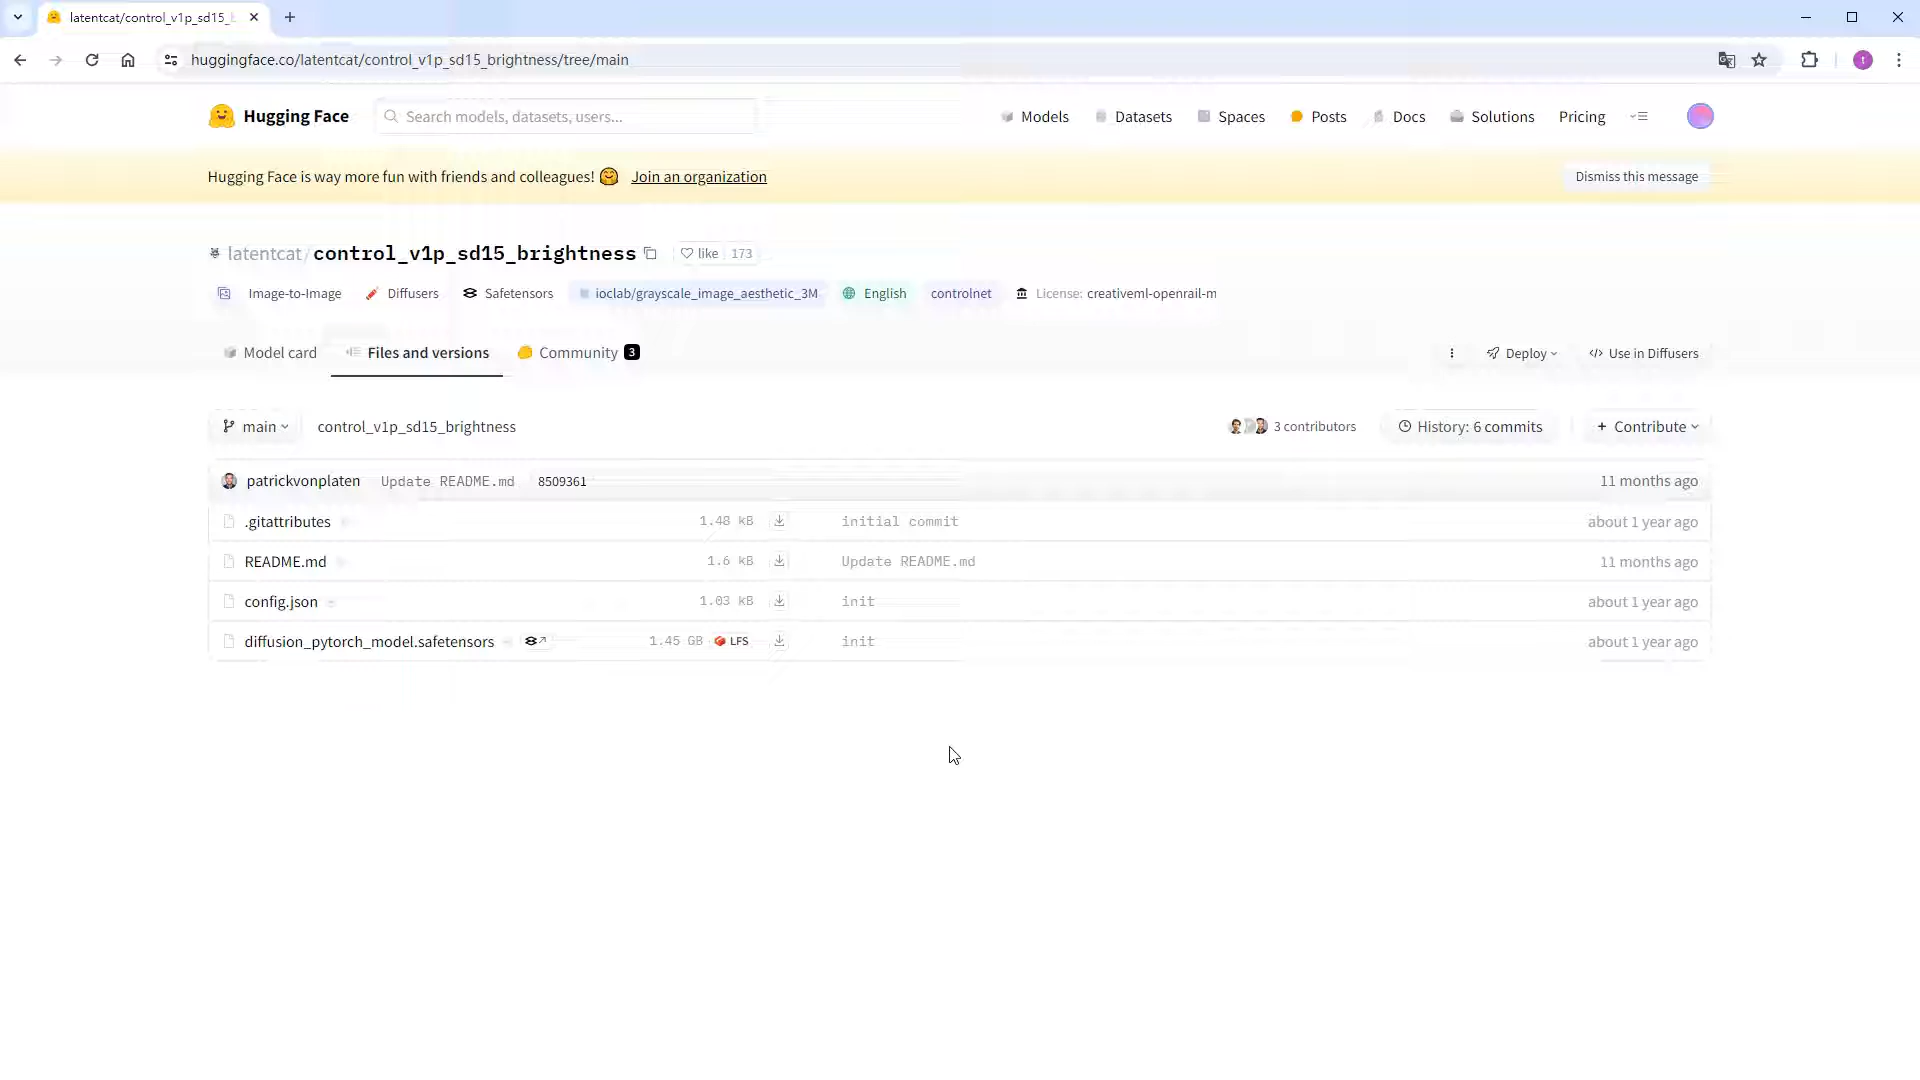 latentcat/control_v1p_sd15_b
huggingface.co/latentcat/control_v1p_sd15_brightness/tree/main
t
Hugging Face
Search models, datasets, users...
Models
Datasets
Spaces
Posts
Docs
Solutions
Pricing
Hugging Face is way more fun with friends and colleagues! 🤗 Join an organization
Dismiss this message
latentcat/control_v1p_sd15_brightness
like 173
Image-to-Image
Diffusers
Safetensors
ioclab/grayscale_image_aesthetic_3M
English
controlnet
License: creativeml-openrail-m
Model card
Files and versions
Community 3
Deploy
Use in Diffusers
main
control_v1p_sd15_brightness
3 contributors
History: 6 commits
+ Contribute
patrickvonplaten Update README.md 8509361 11 months ago
.gitattributes 1.48 kB initial commit about 1 year ago
README.md 1.6 kB Update README.md 11 months ago
config.json 1.03 kB init about 1 year ago
diffusion_pytorch_model.safetensors 1.45 GB LFS init about 1 year ago